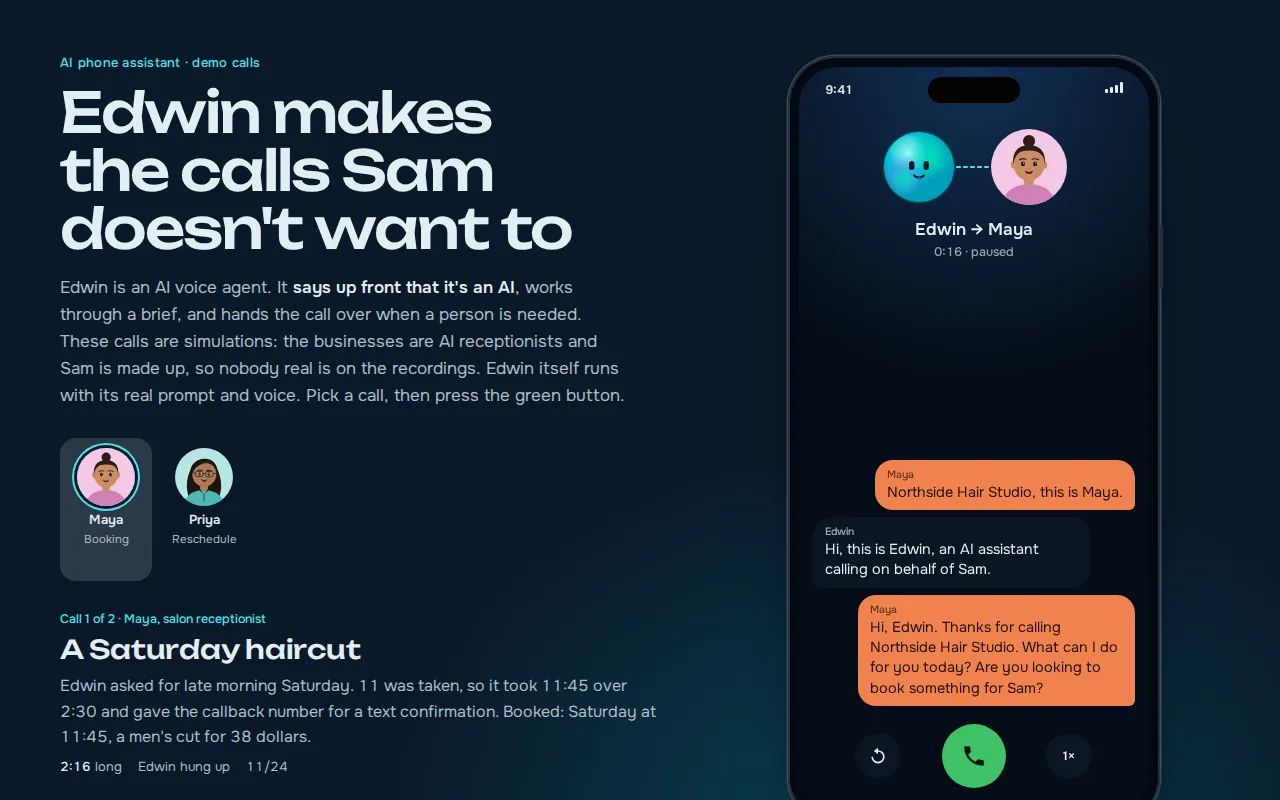 AI phone assistant · demo calls
Edwin makes
the calls Sam
doesn't want to
Edwin is an AI voice agent. It says up front that it's an AI, works
through a brief, and hands the call over when a person is needed.
These calls are simulations: the businesses are AI receptionists and
Sam is made up, so nobody real is on the recordings. Edwin itself runs
with its real prompt and voice. Pick a call, then press the green button.
Maya
Booking
Priya
Reschedule
Call 1 of 2 · Maya, salon receptionist
A Saturday haircut
Edwin asked for late morning Saturday. 11 was taken, so it took 11:45 over
2:30 and gave the callback number for a text confirmation. Booked: Saturday at
11:45, a men's cut for 38 dollars.
2:16 long Edwin hung up 11/24
9:41
Edwin → Maya
0:16 · paused
Maya
Northside Hair Studio, this is Maya.
Edwin
Hi, this is Edwin, an AI assistant
calling on behalf of Sam.
Maya
Hi, Edwin. Thanks for calling
Northside Hair Studio. What can I do
for you today? Are you looking to
book something for Sam?
1×